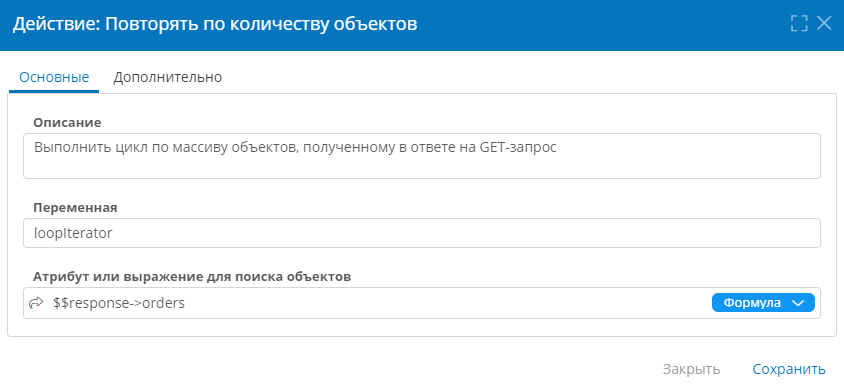 Действие: Повторять по количеству объектов
Основные Дополнительно
Описание
Выполнить цикл по массиву объектов, полученному в ответе на GET-запрос
Переменная
loopIterator
Атрибут или выражение для поиска объектов
$$response->orders Формула
Закрыть Сохранить